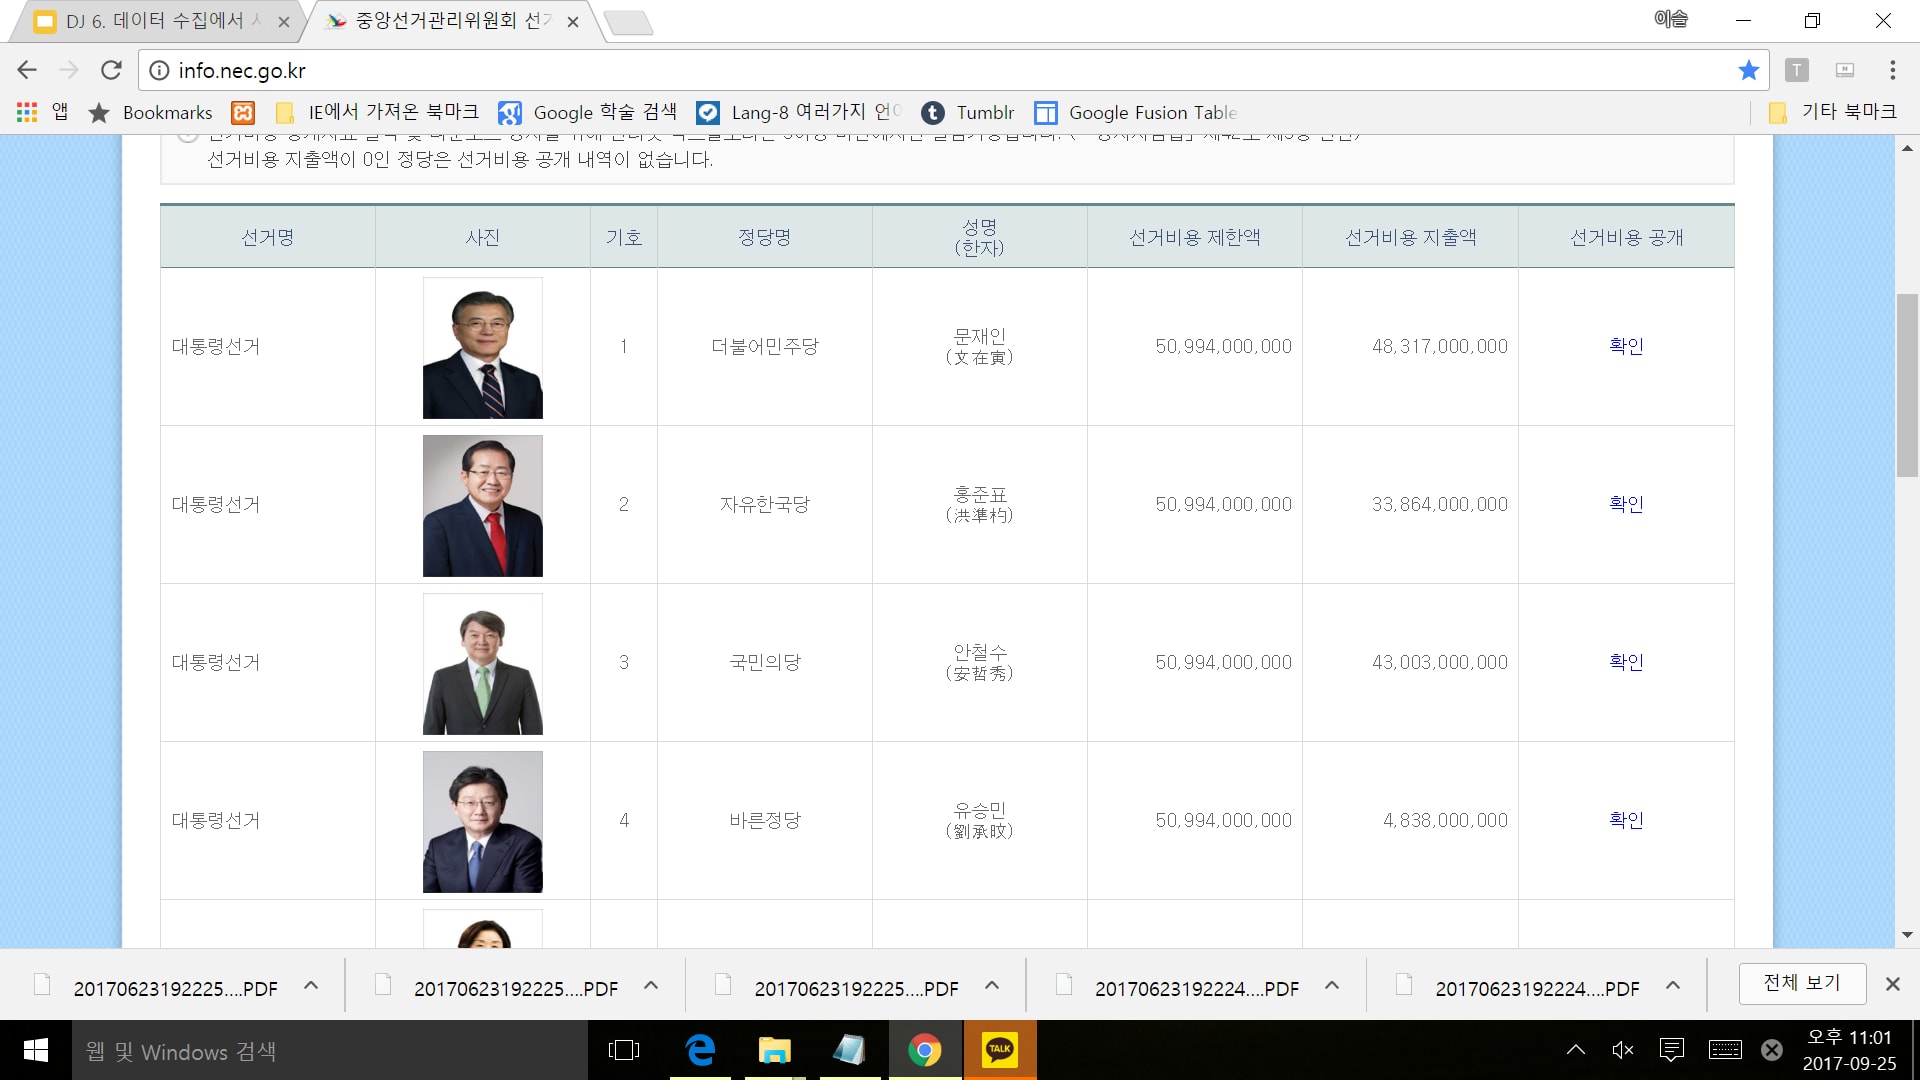 DJ 6. 데이터 수집에서
중앙선거관리위원회 선거
이슬
info.nec.go.kr
앱
Bookmarks
IE에서 가져온 북마크
Google 학술 검색
Lang-8 여러가지 언어
Tumblr
Google Fusion Table
기타 북마크
선거비용 지출액이 0인 정당은 선거비용 공개 내역이 없습니다.
선거명 사진 기호 정당명 성명 (한자) 선거비용 제한액 선거비용 지출액 선거비용 공개
대통령선거 1 더불어민주당 문재인 (文在寅) 50,994,000,000 48,317,000,000 확인
대통령선거 2 자유한국당 홍준표 (洪準杓) 50,994,000,000 33,864,000,000 확인
대통령선거 3 국민의당 안철수 (安哲秀) 50,994,000,000 43,003,000,000 확인
대통령선거 4 바른정당 유승민 (劉承旼) 50,994,000,000 4,838,000,000 확인
20170623192225....PDF
20170623192225....PDF
20170623192225....PDF
20170623192224....PDF
20170623192224....PDF
전체 보기
웹 및 Windows 검색
TALK
오후 11:01
2017-09-25